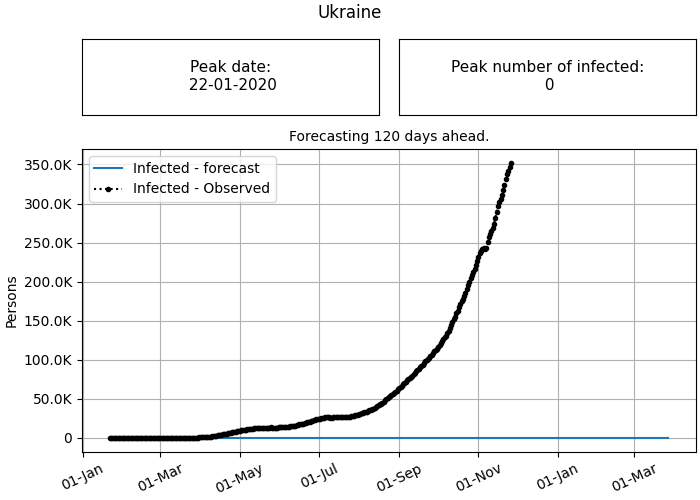 Ukraine
Peak date:
22-01-2020
Peak number of infected:
0
Forecasting 120 days ahead.
Infected - forecast
Infected - Observed
350.0K
300.0K
250.0K
200.0K
150.0K
100.0K
50.0K
0
Persons
01-Jan
01-Mar
01-May
01-Jul
01-Sep
01-Nov
01-Jan
01-Mar